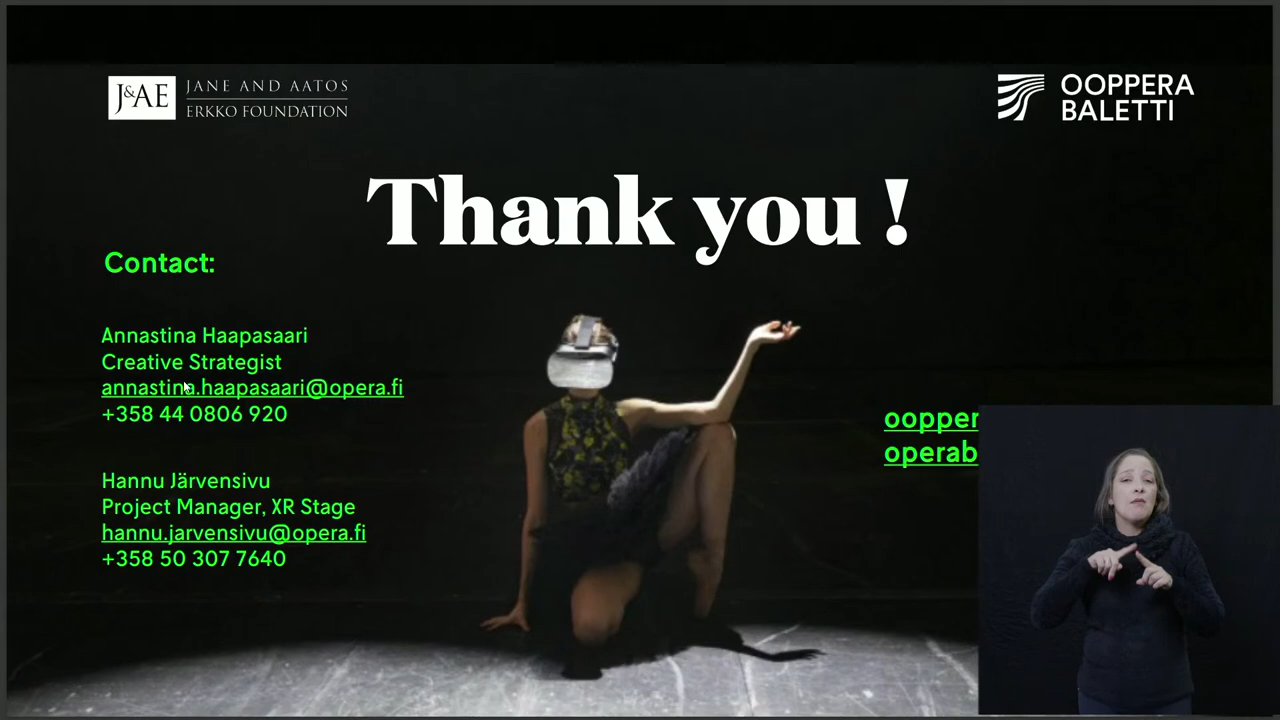 J&AE
JANE AND AATOS
ERKKO FOUNDATION
OOPPERA
BALETTI
Thank you !
Contact:
Annastina Haapasaari
Creative Strategist
annastina.haapasaari@opera.fi
+358 44 0806 920
Hannu Järvensivu
Project Manager, XR Stage
hannu.jarvensivu@opera.fi
+358 50 307 7640